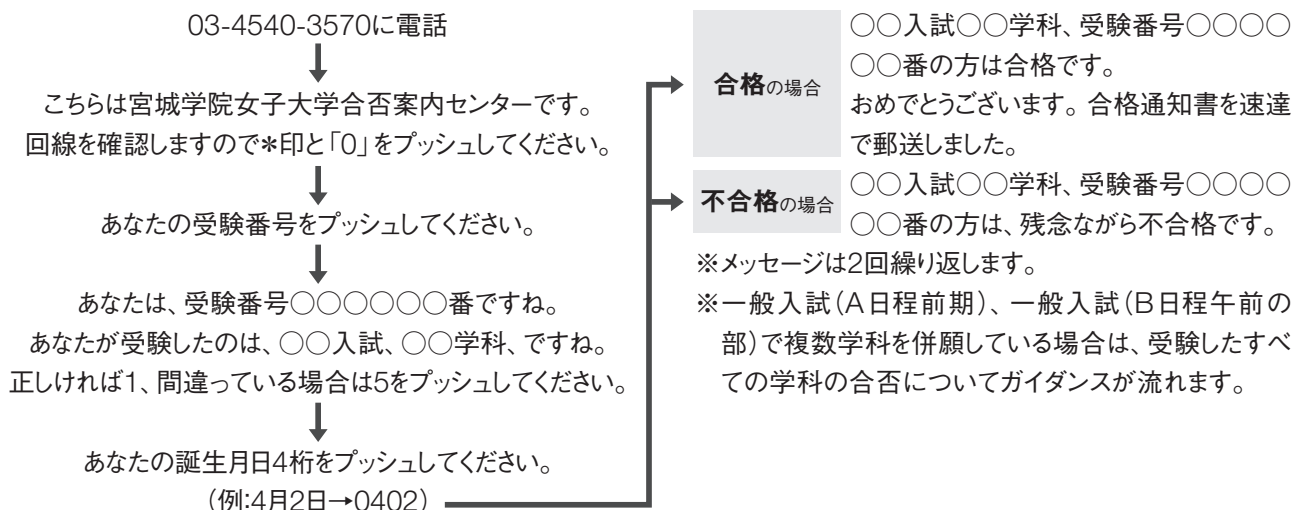 03-4540-3570に電話
こちらは宮城学院女子大学合否案内センターです。
回線を確認しますので＊印と「0」をプッシュしてください。
あなたの受験番号をプッシュしてください。
あなたは、受験番号○○○○○○番ですね。
あなたが受験したのは、○○入試、○○学科、ですね。
正しければ1、間違っている場合は5をプッシュしてください。
あなたの誕生月日4桁をプッシュしてください。
（例:4月2日→0402）
合格の場合
○○入試○○学科、受験番号○○○○
○○番の方は合格です。
おめでとうございます。合格通知書を速達
で郵送しました。
不合格の場合
○○入試○○学科、受験番号○○○○
○○番の方は、残念ながら不合格です。
※メッセージは2回繰り返します。
※一般入試（A日程前期）、一般入試（B日程午前の
部）で複数学科を併願している場合は、受験したすべ
ての学科の合否についてガイダンスが流れます。